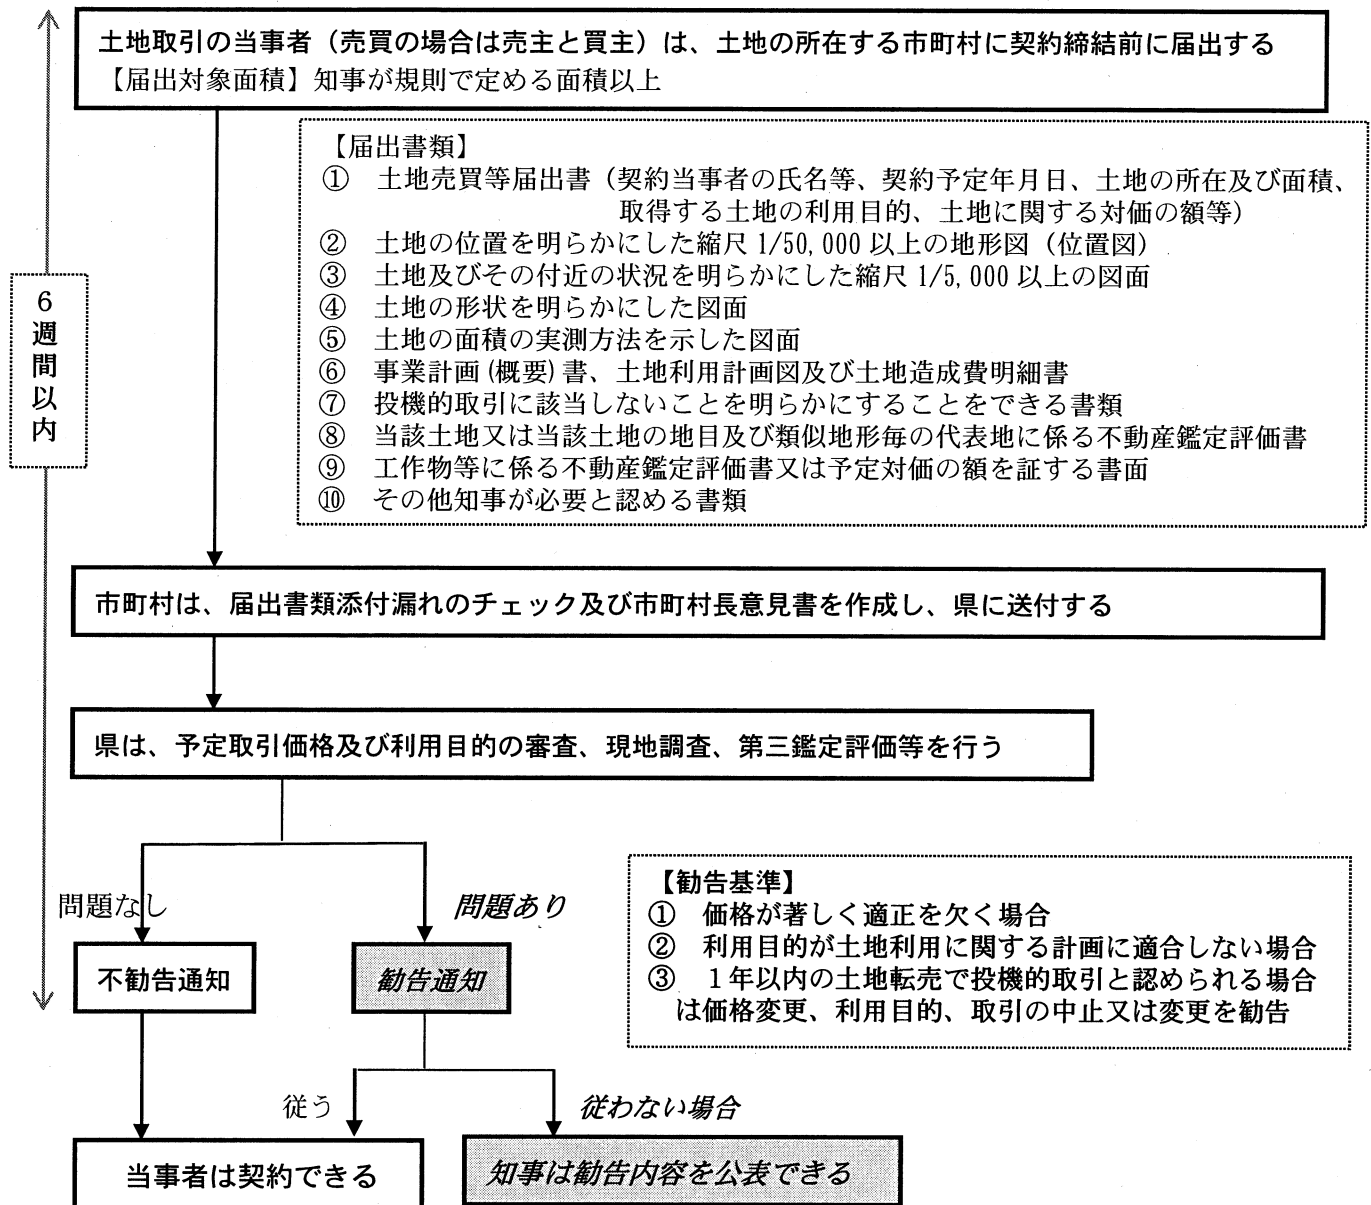 土地取引の当事者（売買の場合は売主と買主）は、土地の所在する市町村に契約締結前に届出する
【届出対象面積】知事が規則で定める面積以上
【届出書類】
①　土地売買等届出書（契約当事者の氏名等、契約予定年月日、土地の所在及び面積、
取得する土地の利用目的、土地に関する対価の額等）
②　土地の位置を明らかにした縮尺 1/50,000 以上の地形図（位置図）
③　土地及びその付近の状況を明らかにした縮尺 1/5,000 以上の図面
④　土地の形状を明らかにした図面
⑤　土地の面積の実測方法を示した図面
⑥　事業計画(概要)書、土地利用計画図及び土地造成費明細書
⑦　投機的取引に該当しないことを明らかにすることをできる書類
⑧　当該土地又は当該土地の地目及び類似地形毎の代表地に係る不動産鑑定評価書
⑨　工作物等に係る不動産鑑定評価書又は予定対価の額を証する書面
⑩　その他知事が必要と認める書類
6週間以内
市町村は、届出書類添付漏れのチェック及び市町村長意見書を作成し、県に送付する
県は、予定取引価格及び利用目的の審査、現地調査、第三鑑定評価等を行う
問題なし
問題あり
不勧告通知
勧告通知
【勧告基準】
①　価格が著しく適正を欠く場合
②　利用目的が土地利用に関する計画に適合しない場合
③　１年以内の土地転売で投機的取引と認められる場合
は価格変更、利用目的、取引の中止又は変更を勧告
従う
従わない場合
当事者は契約できる
知事は勧告内容を公表できる